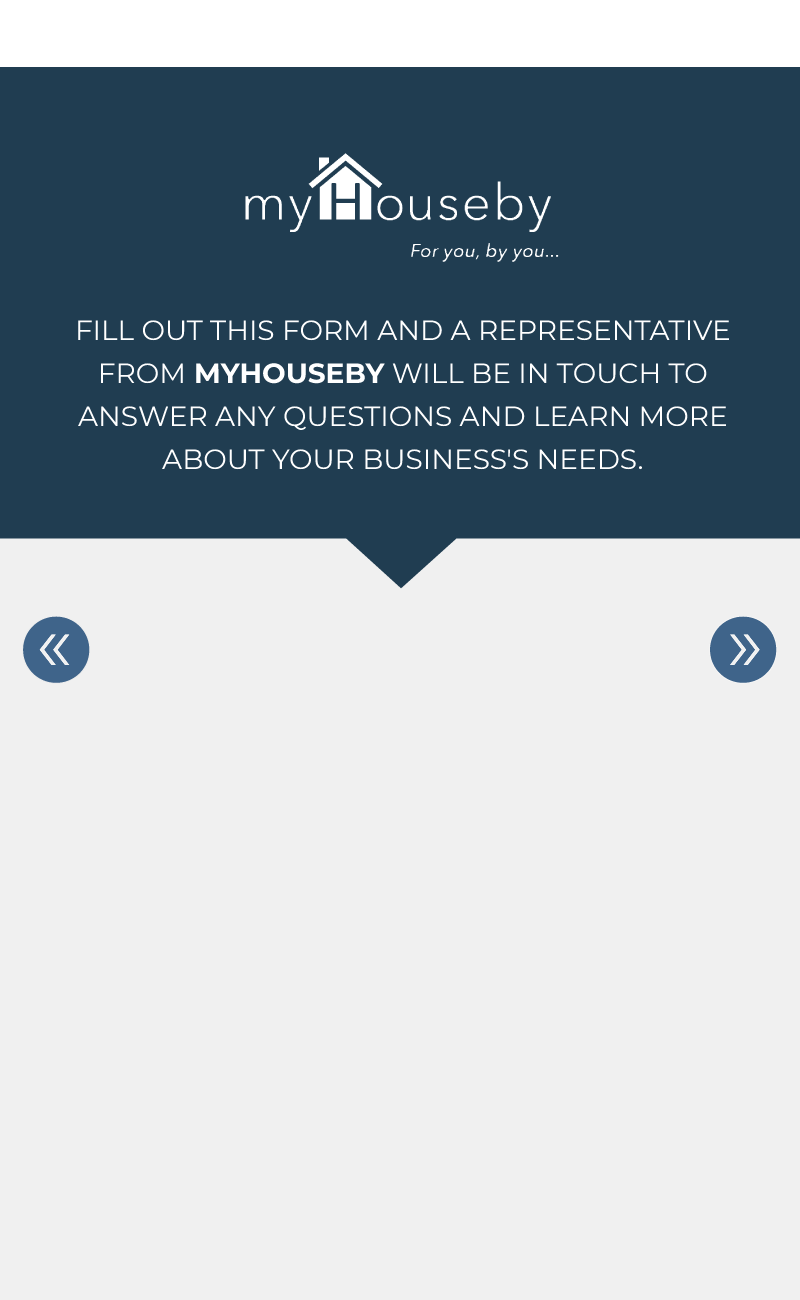 myHouseby
For you, by you...
FILL OUT THIS FORM AND A REPRESENTATIVE
FROM MYHOUSEBY WILL BE IN TOUCH TO
ANSWER ANY QUESTIONS AND LEARN MORE
ABOUT YOUR BUSINESS'S NEEDS.